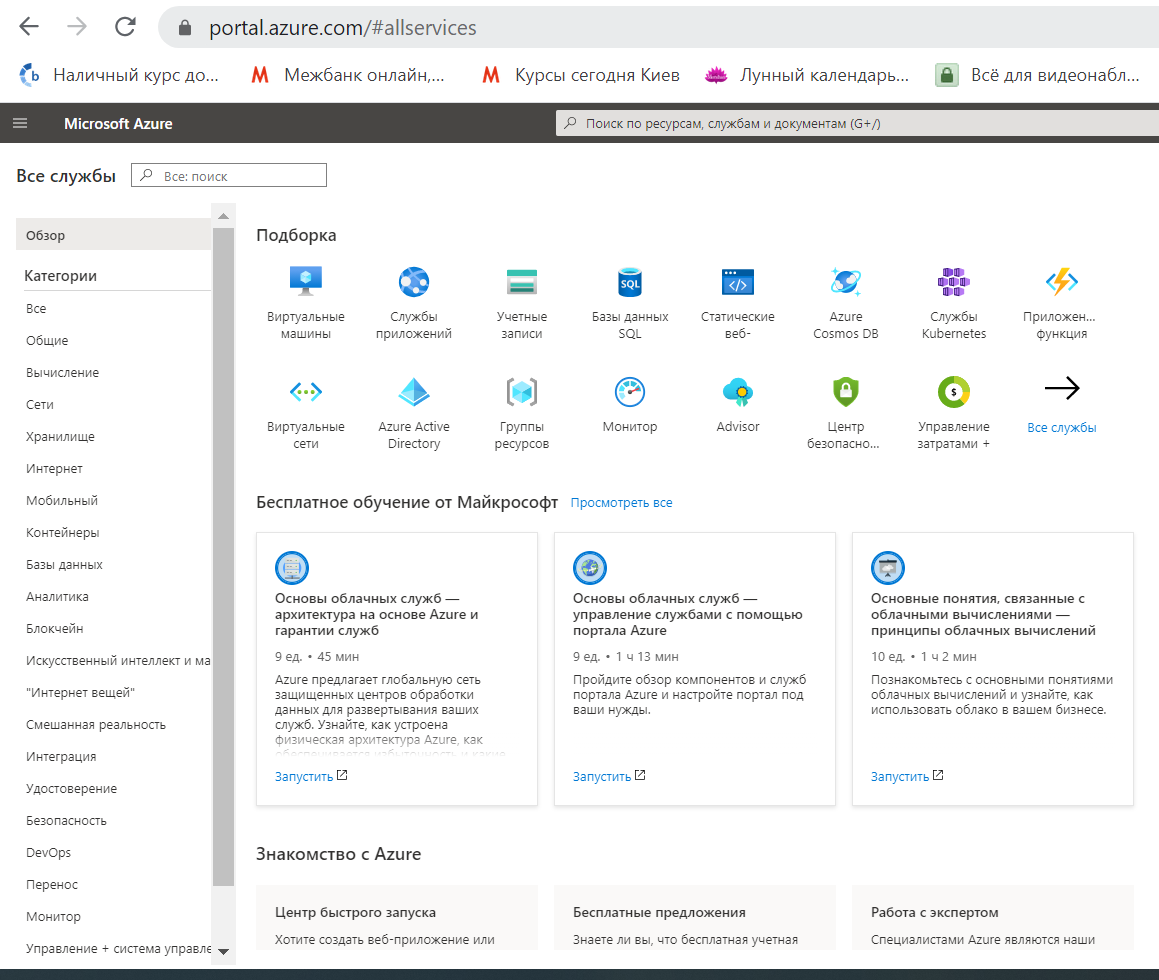 portal.azure.com/#allservices
Наличный курс до...
Межбанк онлайн,...
Курсы сегодня Киев
Лунный календарь...
Всё для видеонабл...
Microsoft Azure
Поиск по ресурсам, службам и документам (G+/)
Все службы
Все: поиск
Обзор
Категории
Все
Общие
Вычисление
Сети
Хранилище
Интернет
Мобильный
Контейнеры
Базы данных
Аналитика
Блокчейн
Искусственный интеллект и ма
"Интернет вещей"
Смешанная реальность
Интеграция
Удостоверение
Безопасность
DevOps
Перенос
Монитор
Управление + система управле
Подборка
Виртуальные
машины
Службы
приложений
Учетные
записи
SQL
Базы данных
SQL
Статические
веб-
Azure
Cosmos DB
Службы
Kubernetes
Приложен...
функция
Виртуальные
сети
Azure Active
Directory
Группы
ресурсов
Монитор
Advisor
Центр
безопасно...
$
Управление
затратами +
Все службы
Бесплатное обучение от Майкрософт
Просмотреть все
Основы облачных служб —
архитектура на основе Azure и
гарантии служб
9 ед. • 45 мин
Azure предлагает глобальную сеть
защищенных центров обработки
данных для развертывания ваших
служб. Узнайте, как устроена
физическая архитектура Azure, как
обеспечивается избыточность и какие
Запустить
Основы облачных служб —
управление службами с помощью
портала Azure
9 ед. • 1 ч 13 мин
Пройдите обзор компонентов и служб
портала Azure и настройте портал под
ваши нужды.
Запустить
Основные понятия, связанные с
облачными вычислениями —
принципы облачных вычислений
10 ед. • 1 ч 2 мин
Познакомьтесь с основными понятиями
облачных вычислений и узнайте, как
использовать облако в вашем бизнесе.
Запустить
Знакомство с Azure
Центр быстрого запуска
Хотите создать веб-приложение или
Бесплатные предложения
Знаете ли вы, что бесплатная учетная
Работа с экспертом
Специалистами Azure являются наши